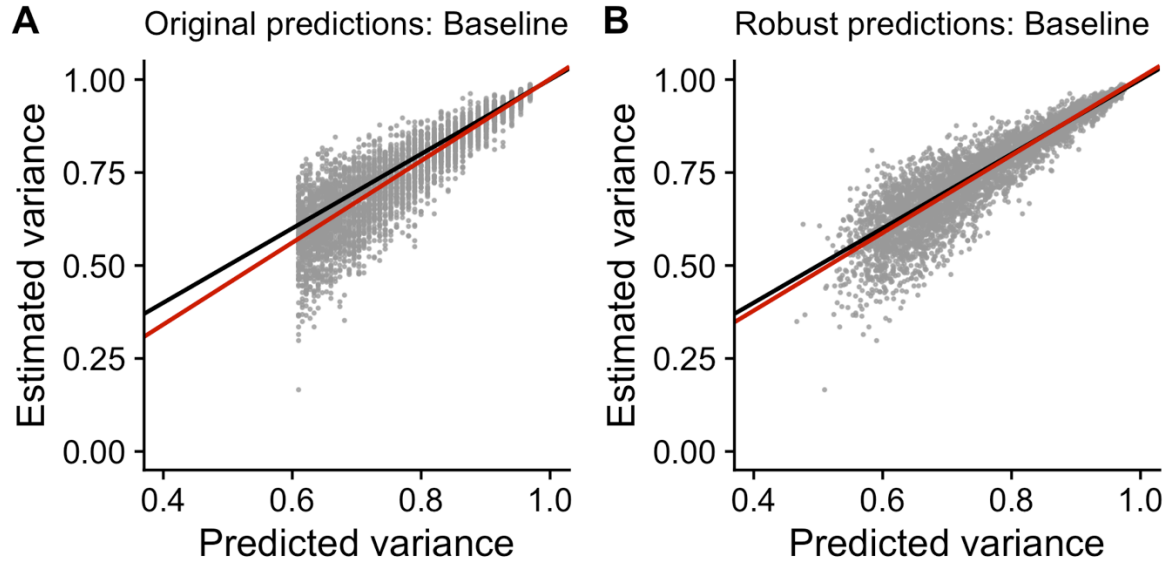 A Original predictions: Baseline
Estimated variance
1.00
0.75
0.50
0.25
0.00
0.4 0.6 0.8 1.0
Predicted variance
B Robust predictions: Baseline
Estimated variance
1.00
0.75
0.50
0.25
0.00
0.4 0.6 0.8 1.0
Predicted variance